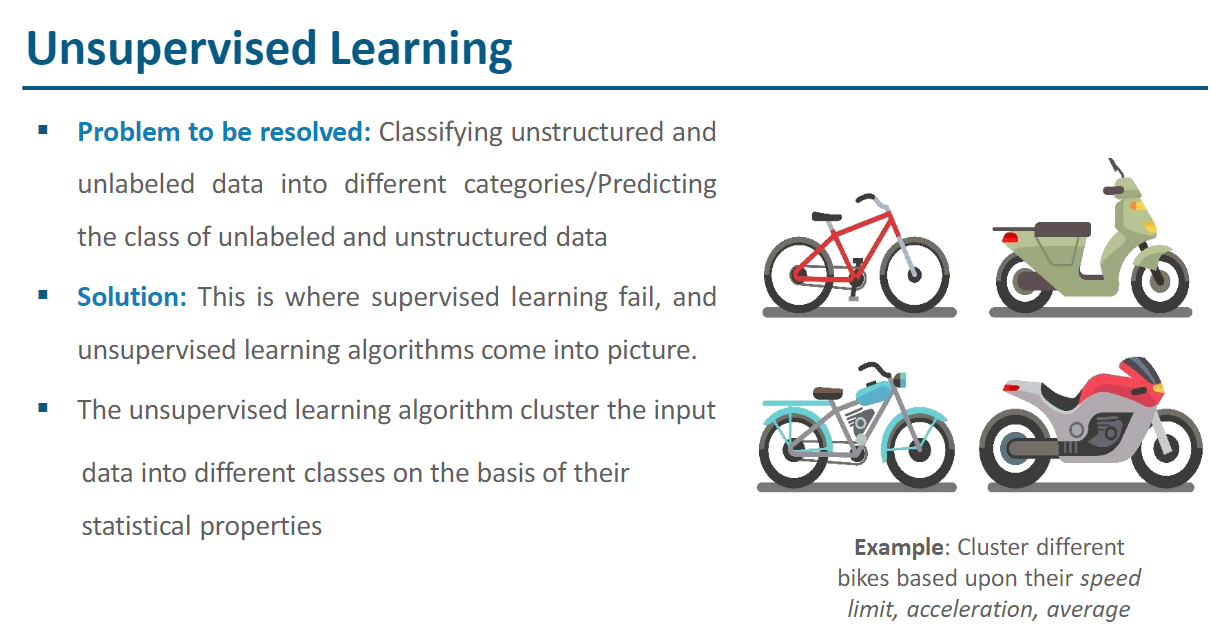 Unsupervised Learning
▪ Problem to be resolved: Classifying unstructured and
unlabeled data into different categories/Predicting
the class of unlabeled and unstructured data
▪ Solution: This is where supervised learning fail, and
unsupervised learning algorithms come into picture.
▪ The unsupervised learning algorithm cluster the input
data into different classes on the basis of their
statistical properties
Example: Cluster different
bikes based upon their speed
limit, acceleration, average